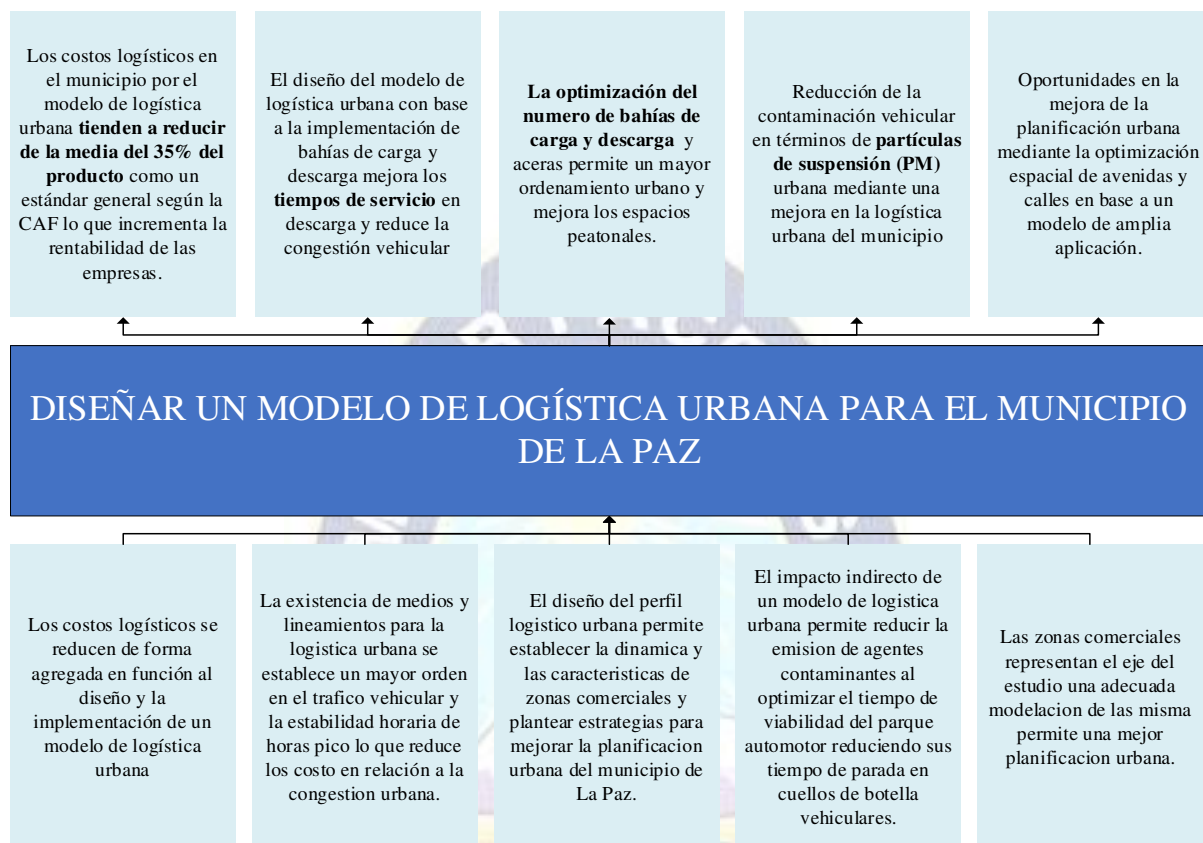 Los costos logísticos en
el municipio por el
modelo de logística
urbana tienden a reducir
de la media del 35% del
producto como un
estándar general según la
CAF lo que incrementa la
rentabilidad de las
empresas.
El diseño del modelo de
logística urbana con base
a la implementación de
bahías de carga y
descarga mejora los
tiempos de servicio en
descarga y reduce la
congestión vehicular
La optimización del
numero de bahías de
carga y descarga y
aceras permite un mayor
ordenamiento urbano y
mejora los espacios
peatonales.
Reducción de la
contaminación vehicular
en términos de partículas
de suspensión (PM)
urbana mediante una
mejora en la logística
urbana del municipio
Oportunidades en la
mejora de la
planificación urbana
mediante la optimización
espacial de avenidas y
calles en base a un
modelo de amplia
aplicación.
DISEÑAR UN MODELO DE LOGÍSTICA URBANA PARA EL MUNICIPIO
DE LA PAZ
Los costos logísticos se
reducen de forma
agregada en función al
diseño y la
implementación de un
modelo de logística
urbana
La existencia de medios y
lineamientos para la
logistica urbana se
establece un mayor orden
en el trafico vehicular y
la estabilidad horaria de
horas pico lo que reduce
los costo en relación a la
congestion urbana.
El diseño del perfil
logistico urbana permite
establecer la dinamica y
las caracteristicas de
zonas comerciales y
plantear estrategias para
mejorar la planificacion
urbana del municipio de
La Paz.
El impacto indirecto de
un modelo de logistica
urbana permite reducir la
emision de agentes
contaminantes al
optimizar el tiempo de
viabilidad del parque
automotor reduciendo sus
tiempo de parada en
cuellos de botella
vehiculares.
Las zonas comerciales
representan el eje del
estudio una adecuada
modelacion de las misma
permite una mejor
planificacion urbana.